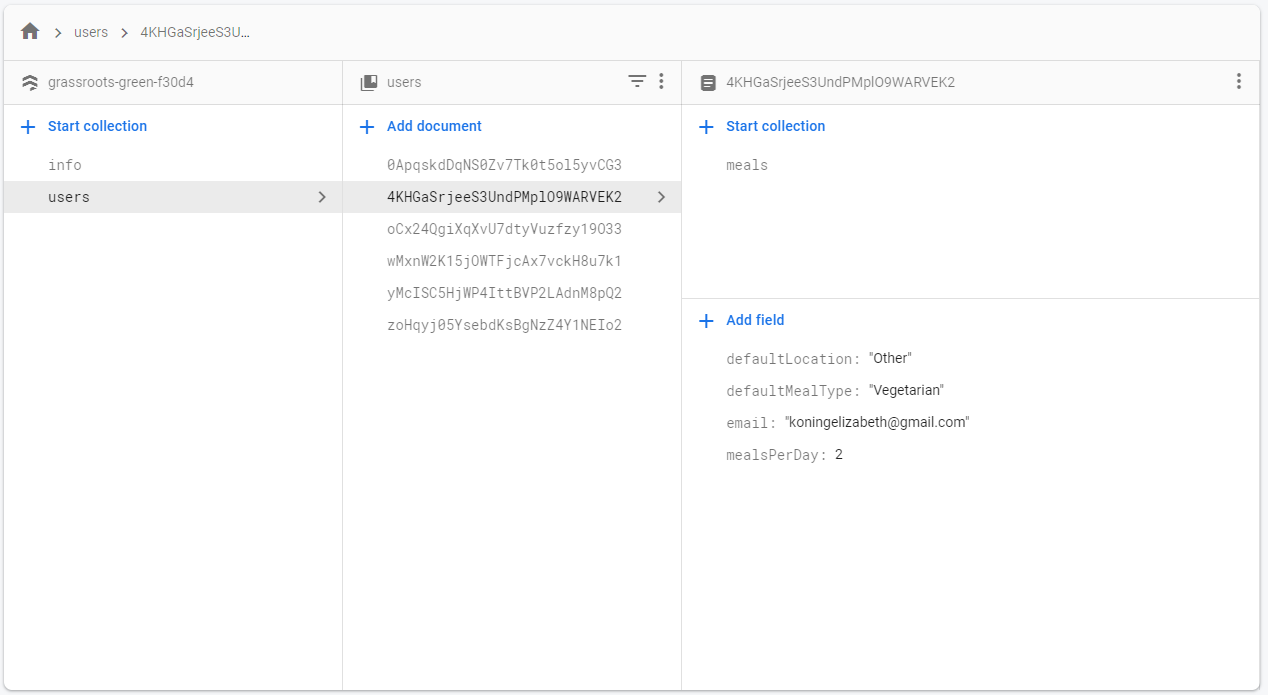 users
4KHGaSrjeeS3U...
grassroots-green-f30d4
users
4KHGaSrjeeS3UndPMplO9WARVEK2
Start collection
info
users
Add document
0ApqskdDqNS0Zv7Tk0t5ol5yvCG3
4KHGaSrjeeS3UndPMplO9WARVEK2
oCx24QgiXqXvU7dtyVuzfzy19O33
wMxnW2K15jOWTFjcAx7vckH8u7k1
yMcISC5HjWP4IttBVP2LAdnM8pQ2
zoHqyj05YsebdKsBgNzZ4Y1NEIo2
Start collection
meals
Add field
defaultLocation: "Other"
defaultMealType: "Vegetarian"
email: "koningelizabeth@gmail.com"
mealsPerDay: 2